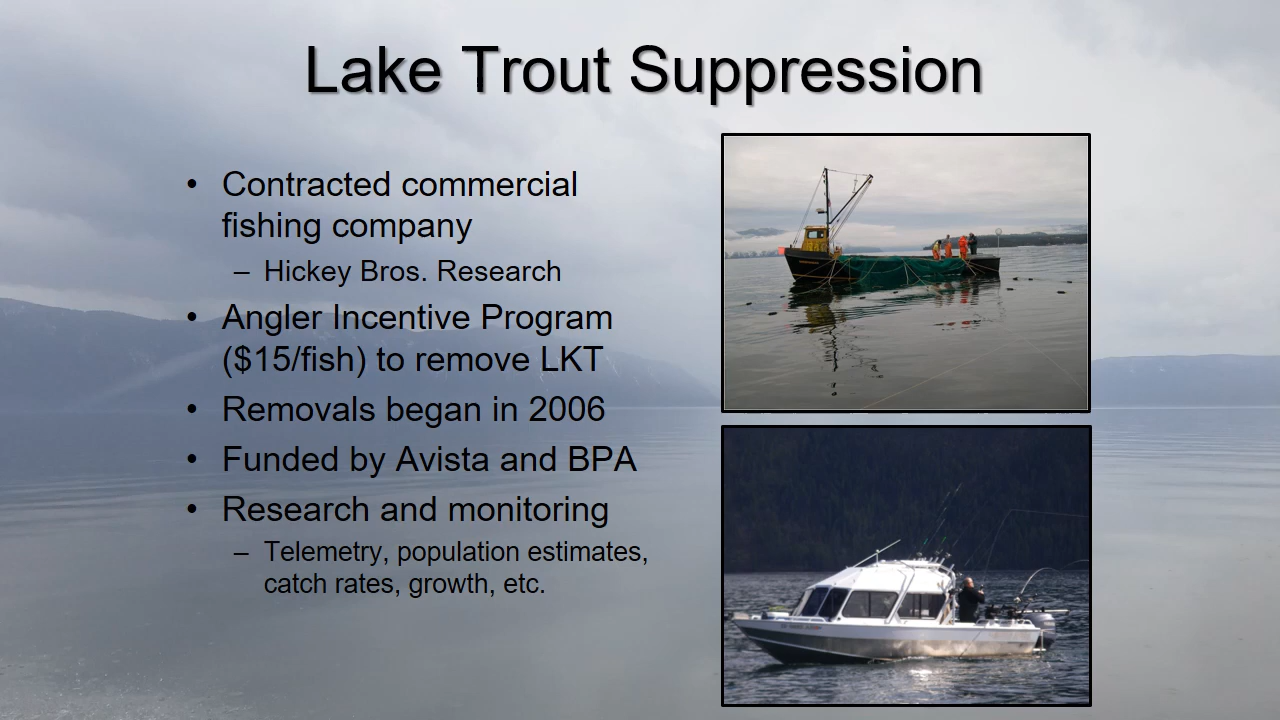 Lake Trout Suppression
• Contracted commercial
fishing company
– Hickey Bros. Research
• Angler Incentive Program
($15/fish) to remove LKT
• Removals began in 2006
• Funded by Avista and BPA
• Research and monitoring
– Telemetry, population estimates,
catch rates, growth, etc.